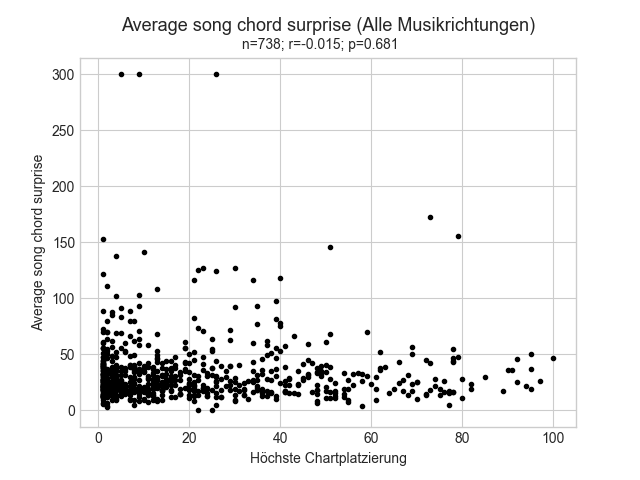 Average song chord surprise (Alle Musikrichtungen)
n=738; r=-0.015; p=0.681
Average song chord surprise
300
250
200
150
100
50
0
0 20 40 60 80 100
Höchste Chartplatzierung